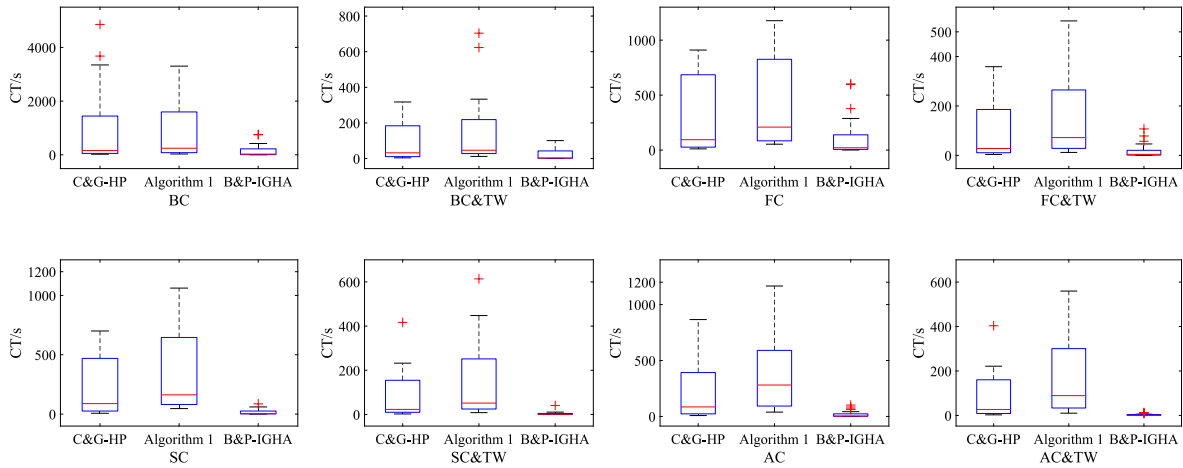 CT/s
4000
2000
0
C&G-HP Algorithm 1 B&P-IGHA
BC
CT/s
800
600
400
200
0
C&G-HP Algorithm 1 B&P-IGHA
BC&TW
CT/s
1000
500
0
C&G-HP Algorithm 1 B&P-IGHA
FC
CT/s
500
400
200
0
C&G-HP Algorithm 1 B&P-IGHA
FC&TW
CT/s
1200
1000
500
0
C&G-HP Algorithm 1 B&P-IGHA
SC
CT/s
600
400
200
0
C&G-HP Algorithm 1 B&P-IGHA
SC&TW
CT/s
1200
1000
500
0
C&G-HP Algorithm 1 B&P-IGHA
AC
CT/s
600
400
200
0
C&G-HP Algorithm 1 B&P-IGHA
AC&TW